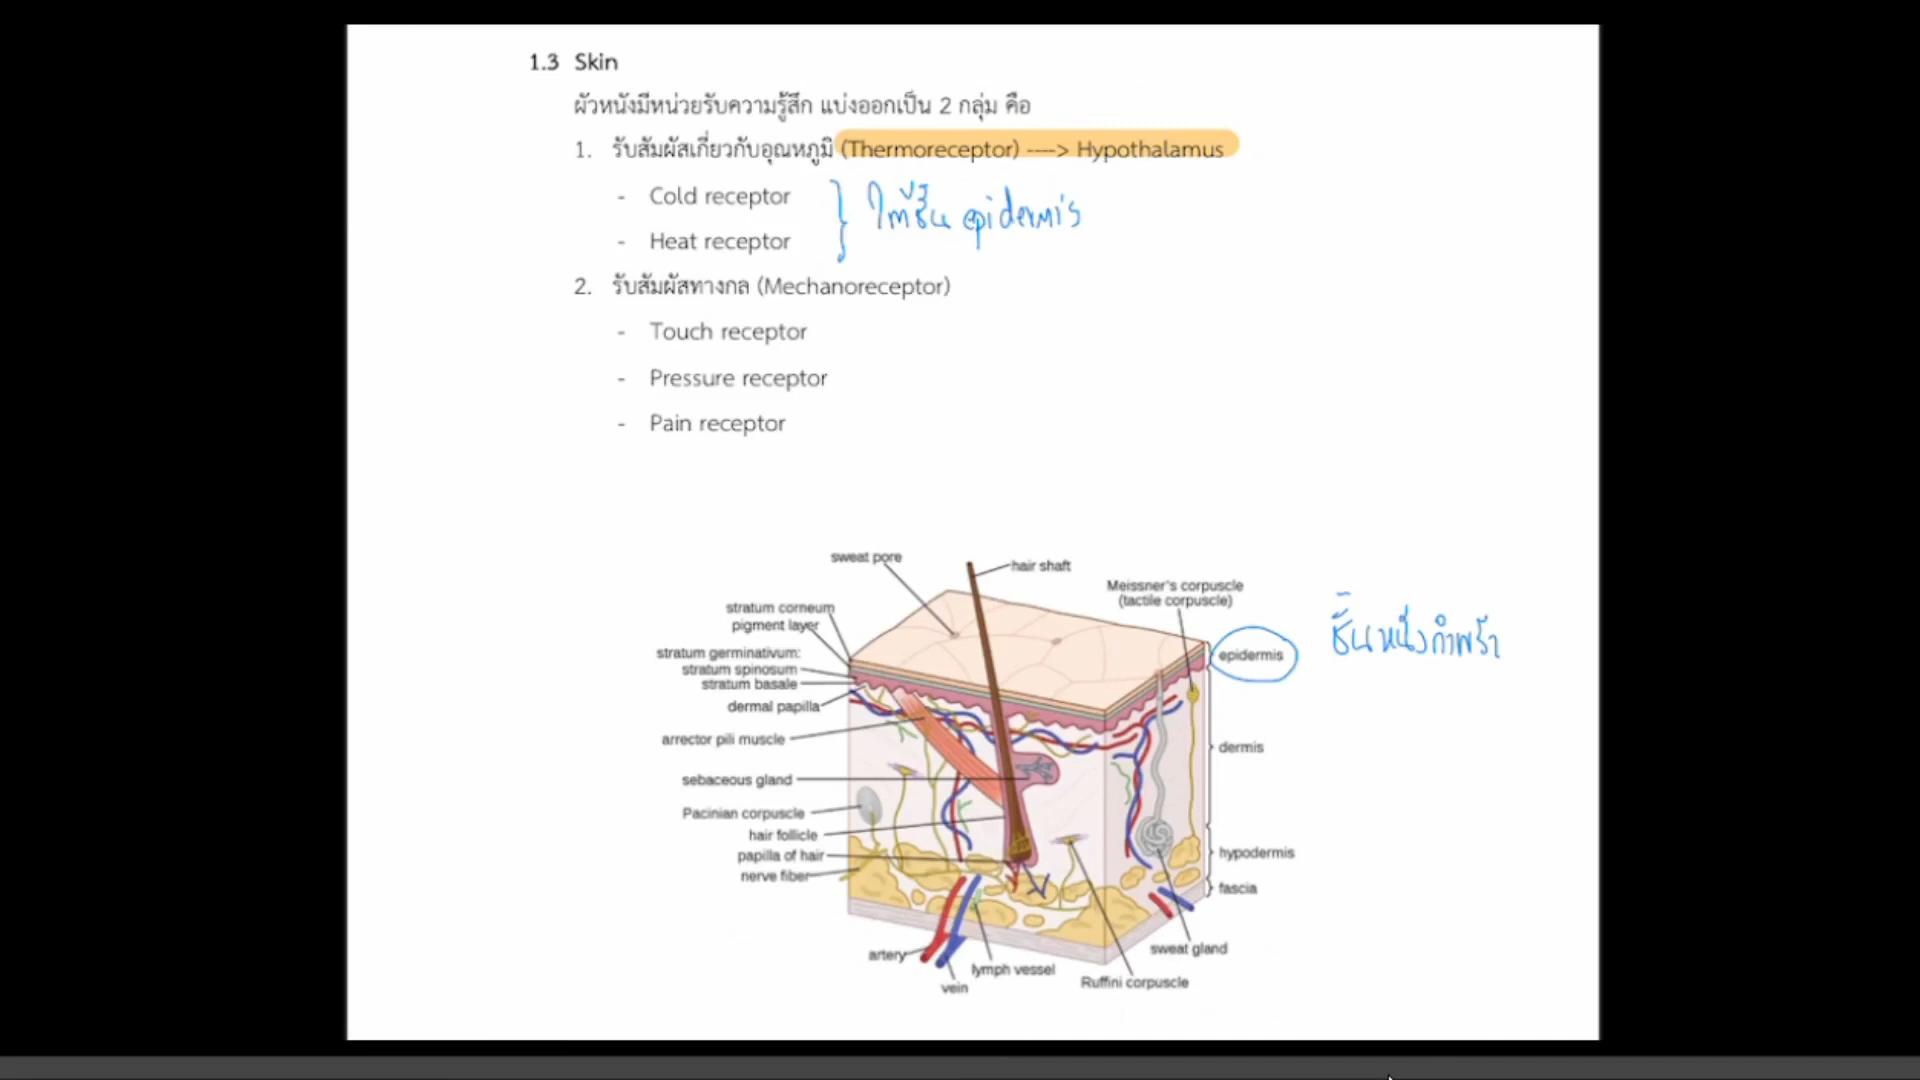 1.3 Skin
ผิวหนังมีหน่วยรับความรู้สึก แบ่งออกเป็น 2 กลุ่ม คือ
1. รับสัมผัสเกี่ยวกับอุณหภูมิ (Thermoreceptor) ----> Hypothalamus
- Cold receptor
- Heat receptor
} ใต้ชั้น epidermis
2. รับสัมผัสทางกล (Mechanoreceptor)
- Touch receptor
- Pressure receptor
- Pain receptor
sweat pore
hair shaft
Meissner's corpuscle
(tactile corpuscle)
stratum corneum
pigment layer
stratum germinativum:
stratum spinosum
stratum basale
dermal papilla
arrector pili muscle
sebaceous gland
Pacinian corpuscle
hair follicle
papilla of hair
nerve fiber
epidermis
ชั้นหนังกำพร้า
dermis
hypodermis
fascia
artery
vein
lymph vessel
sweat gland
Ruffini corpuscle